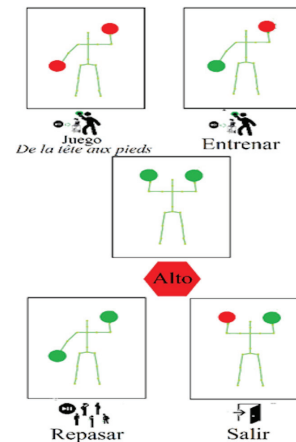 Juego
De la tête aux pieds
Entrenar
Alto
Repasar
Salir